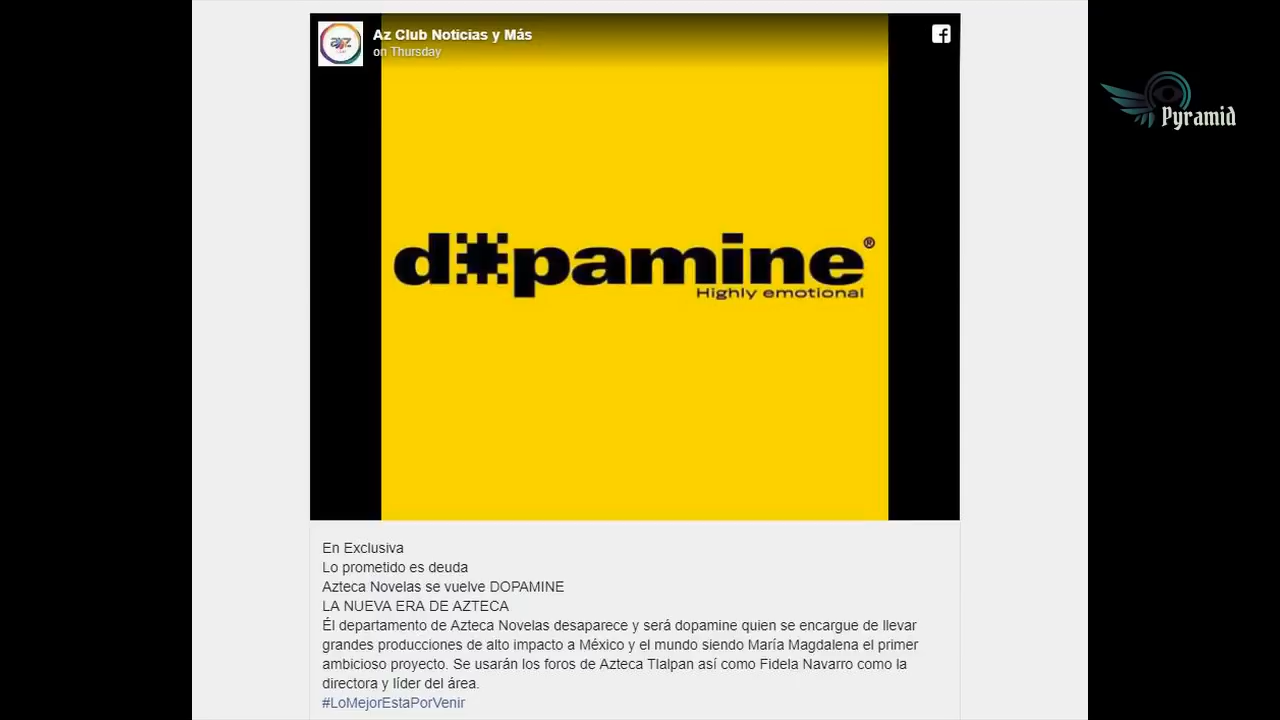 Az Club Noticias y Más
on Thursday
Pyramid
dopamine®
Highly emotional
En Exclusiva
Lo prometido es deuda
Azteca Novelas se vuelve DOPAMINE
LA NUEVA ERA DE AZTECA
Él departamento de Azteca Novelas desaparece y será dopamine quien se encargue de llevar
grandes producciones de alto impacto a México y el mundo siendo María Magdalena el primer
ambicioso proyecto. Se usarán los foros de Azteca Tlalpan así como Fidela Navarro como la
directora y líder del área.
#LoMejorEstaPorVenir